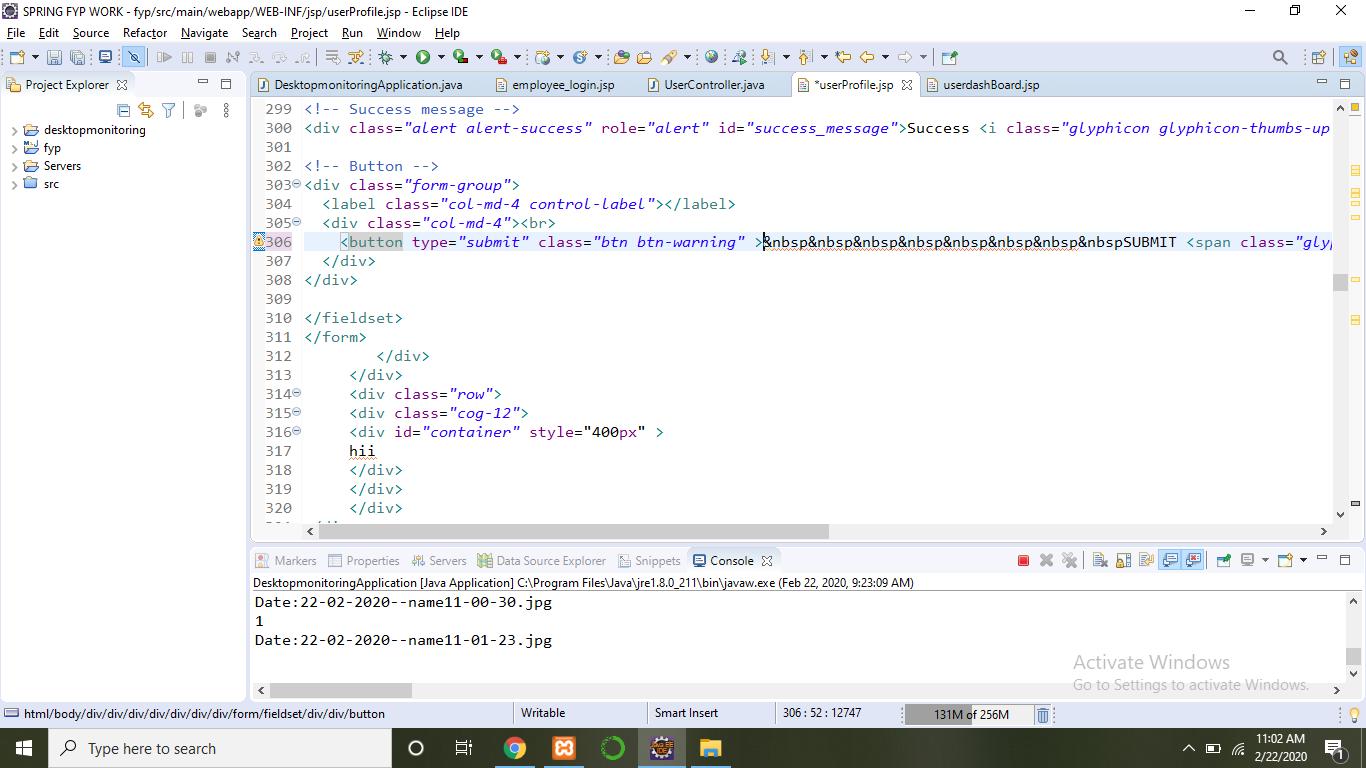 SPRING FYP WORK - fyp/src/main/webapp/WEB-INF/jsp/userProfile.jsp - Eclipse IDE
File Edit Source Refactor Navigate Search Project Run Window Help
Project Explorer
desktopmonitoring
fyp
Servers
src
DesktopmonitoringApplication.java employee_login.jsp UserController.java *userProfile.jsp userdashBoard.jsp
299 <!-- Success message -->
300 <div class="alert alert-success" role="alert" id="success_message">Success <i class="glyphicon glyphicon-thumbs-up
301
302 <!-- Button -->
303 <div class="form-group">
304 <label class="col-md-4 control-label"></label>
305 <div class="col-md-4"><br>
306 <button type="submit" class="btn btn-warning" >&nbsp&nbsp&nbsp&nbsp&nbsp&nbsp&nbsp&nbspSUBMIT <span class="glyp
307 </div>
308 </div>
309
310 </fieldset>
311 </form>
312 </div>
313 </div>
314 <div class="row">
315 <div class="cog-12">
316 <div id="container" style="400px" >
317 hii
318 </div>
319 </div>
320 </div>
Markers Properties Servers Data Source Explorer Snippets Console
DesktopmonitoringApplication [Java Application] C:\Program Files\Java\jre1.8.0_211\bin\javaw.exe (Feb 22, 2020, 9:23:09 AM)
Date:22-02-2020--name11-00-30.jpg
1
Date:22-02-2020--name11-01-23.jpg
Activate Windows
Go to Settings to activate Windows.
html/body/div/div/div/div/div/div/div/form/fieldset/div/div/button Writable Smart Insert 306 : 52 : 12747 131M of 256M
Type here to search
11:02 AM
2/22/2020
1